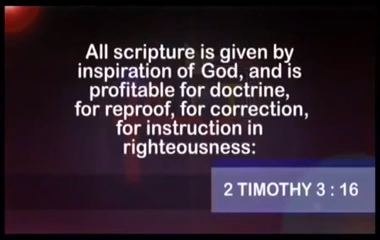 All scripture is given by
inspiration of God, and is
profitable for doctrine,
for reproof, for correction,
for instruction in
righteousness:
2 TIMOTHY 3 : 16